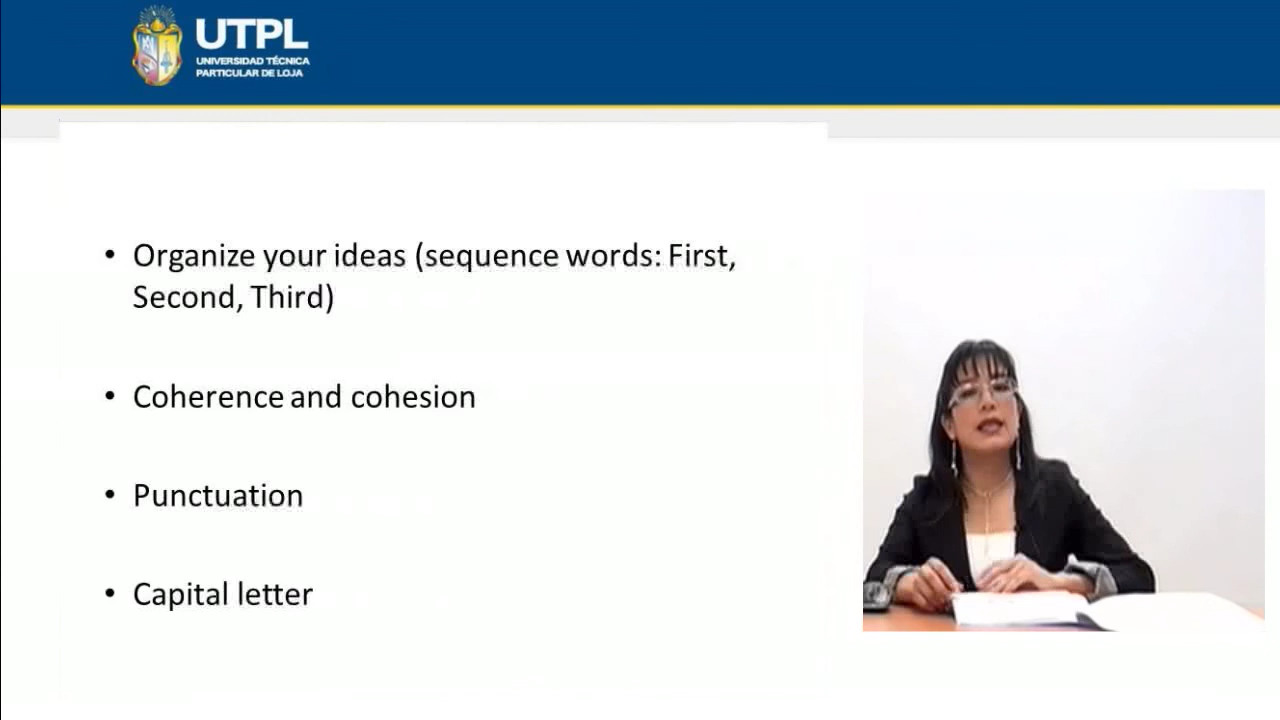 UTPL
UNIVERSIDAD TÉCNICA
PARTICULAR DE LOJA
• Organize your ideas (sequence words: First,
Second, Third)
• Coherence and cohesion
• Punctuation
• Capital letter